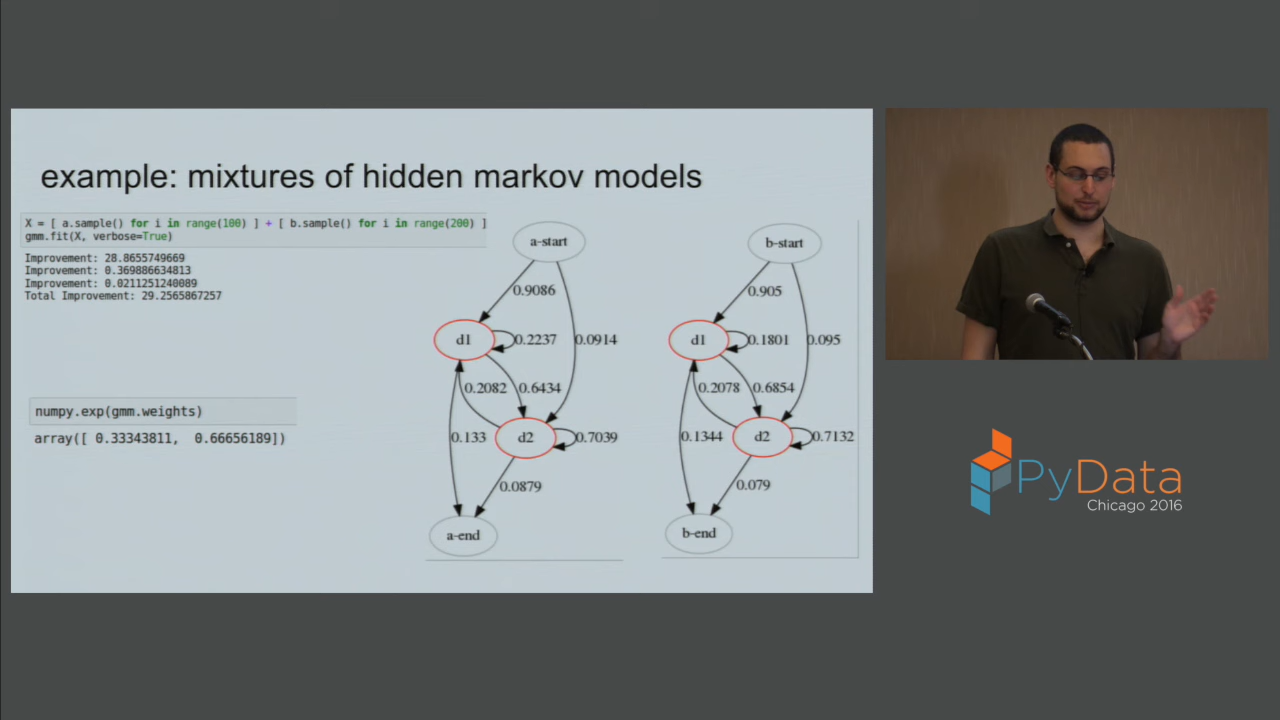 example: mixtures of hidden markov models
X = [ a.sample() for i in range(100) ] + [ b.sample() for i in range(200) ]
gmm.fit(X, verbose=True)
Improvement: 28.8655749669
Improvement: 0.369886634813
Improvement: 0.0211251240089
Total Improvement: 29.2565867257
numpy.exp(gmm.weights)
array([ 0.33343811, 0.66656189])
a-start
0.9086
d1
0.2237
0.0914
0.2082
0.6434
0.133
d2
0.7039
0.0879
a-end
b-start
0.905
d1
0.1801
0.095
0.2078
0.6854
0.1344
d2
0.7132
0.079
b-end
PyData
Chicago 2016